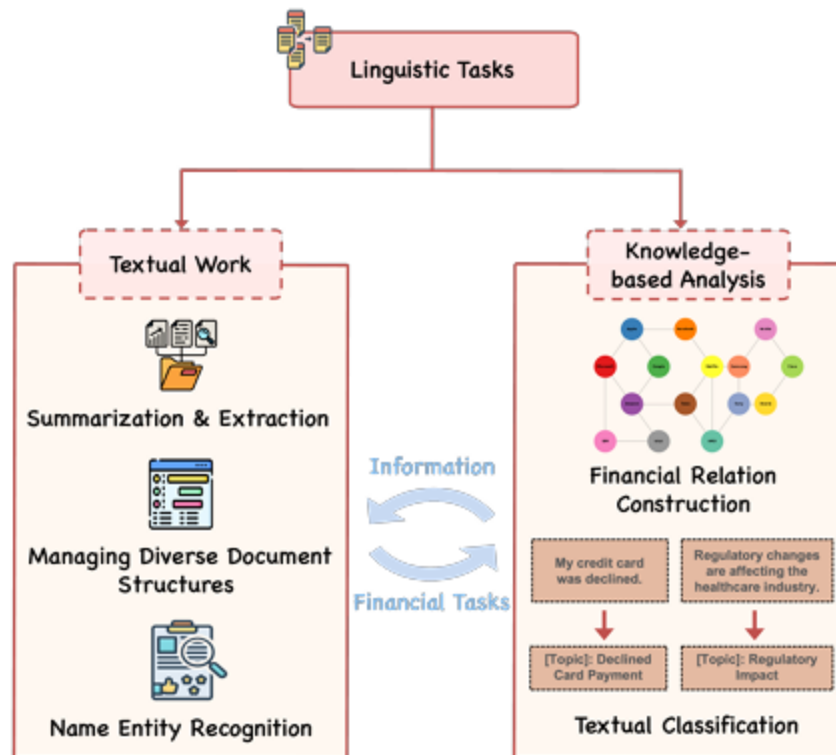 Linguistic Tasks
Textual Work
Summarization & Extraction
Managing Diverse Document
Structures
Name Entity Recognition
Information
Financial Tasks
Knowledge-
based Analysis
Financial Relation
Construction
My credit card
was declined.
Regulatory changes
are affecting the
healthcare industry.
[Topic]: Declined
Card Payment
[Topic]: Regulatory
Impact
Textual Classification